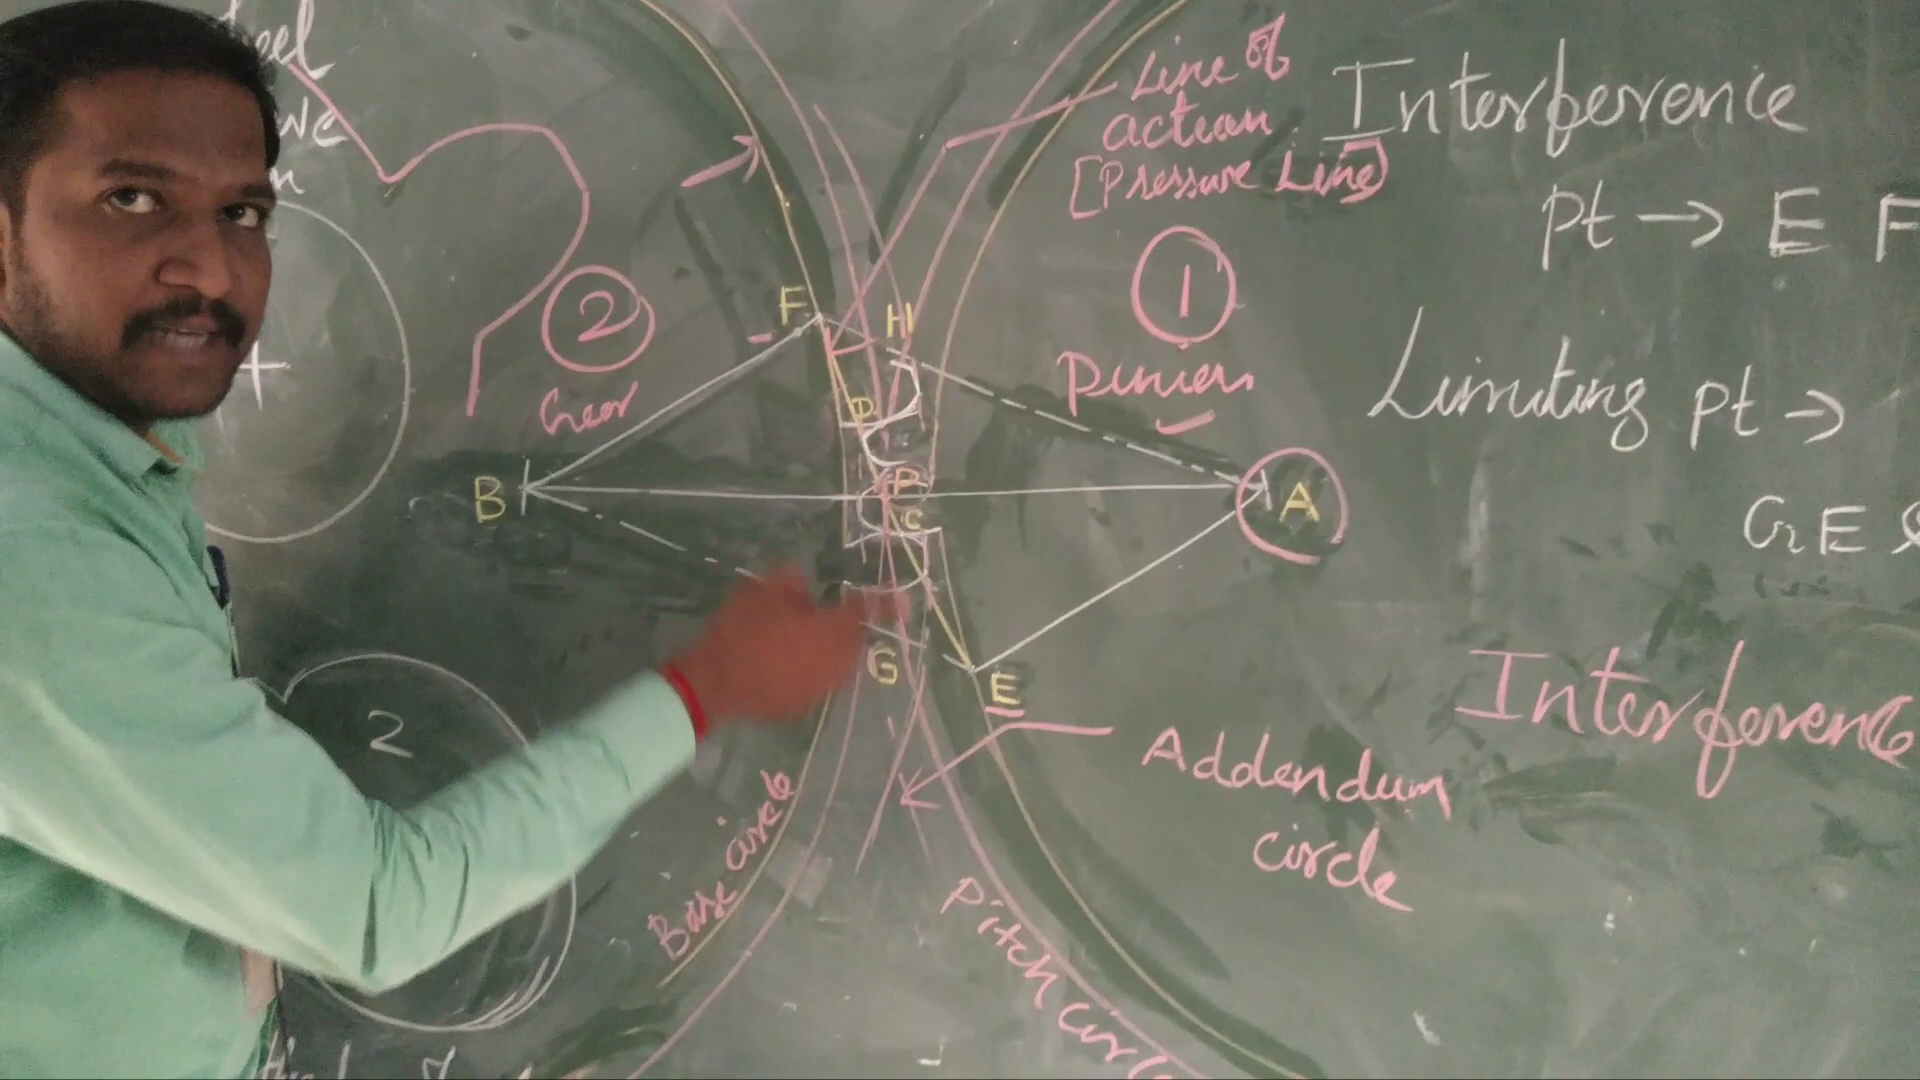 Line of
action
[Pressure Line]
Interference
pt → E F
1
Pinion
2
Gear
F
H
D
Limiting pt →
B
P
A
C
G E &
G
E
Interference
2
Addendum
circle
Base circle
Pitch circle